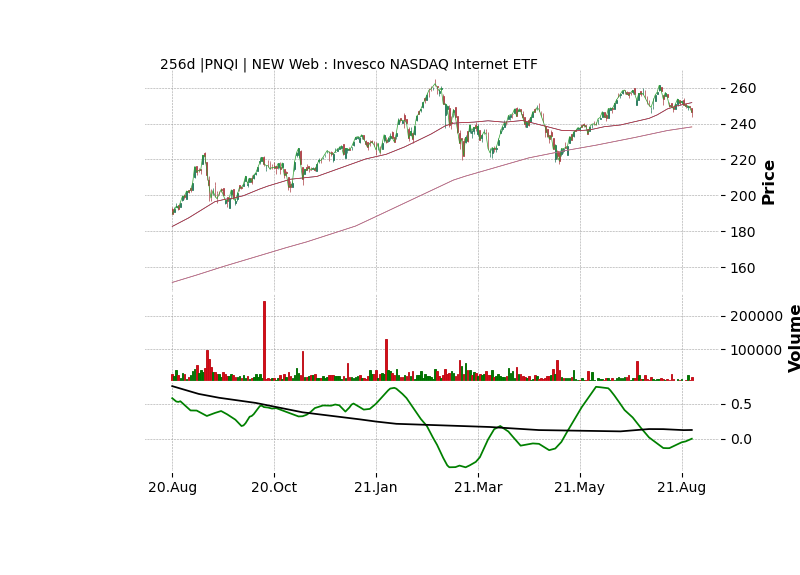 256d |PNQI | NEW Web : Invesco NASDAQ Internet ETF
260
240
220
200
180
160
Price
200000
100000
Volume
0.5
0.0
20.Aug 20.Oct 21.Jan 21.Mar 21.May 21.Aug